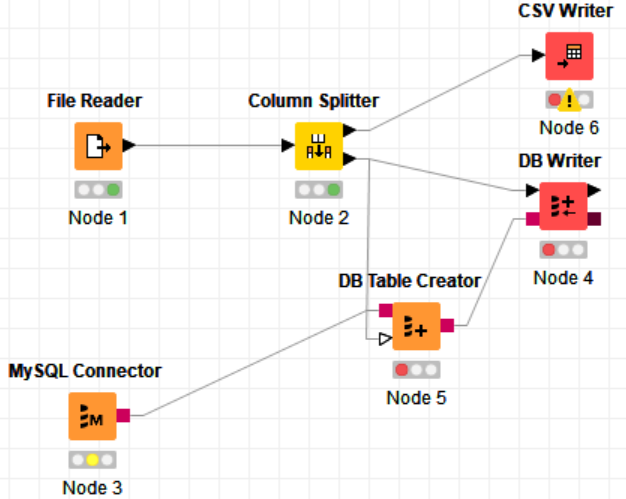 CSV Writer
Node 6
File Reader
Node 1
Column Splitter
Node 2
DB Writer
Node 4
DB Table Creator
Node 5
MySQL Connector
M
Node 3